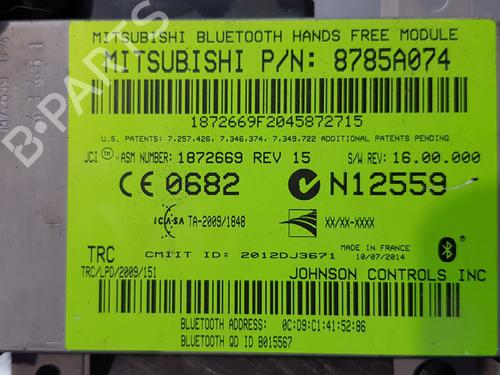 MITSUBISHI BLUETOOTH HANDS FREE MODULE
MITSUBISHI P/N: 8785A074
1872669F2045872715
U.S. PATENTS: 7,257,426, 7,346,374, 7,349,722 ADDITIONAL PATENTS PENDING
JCI TM ASM NUMBER: 1872669 REV 15 S/W REV: 16.00.000
CE 0682 N12559
ICASA TA-2009/1848 XX/XX-XXXX
TRC CMIIT ID: 2012DJ3671 MADE IN FRANCE
TRC/LPD/2009/151 10/07/2014
JOHNSON CONTROLS INC
BLUETOOTH ADDRESS: 0C:D9:C1:41:52:86
BLUETOOTH QD ID B015567